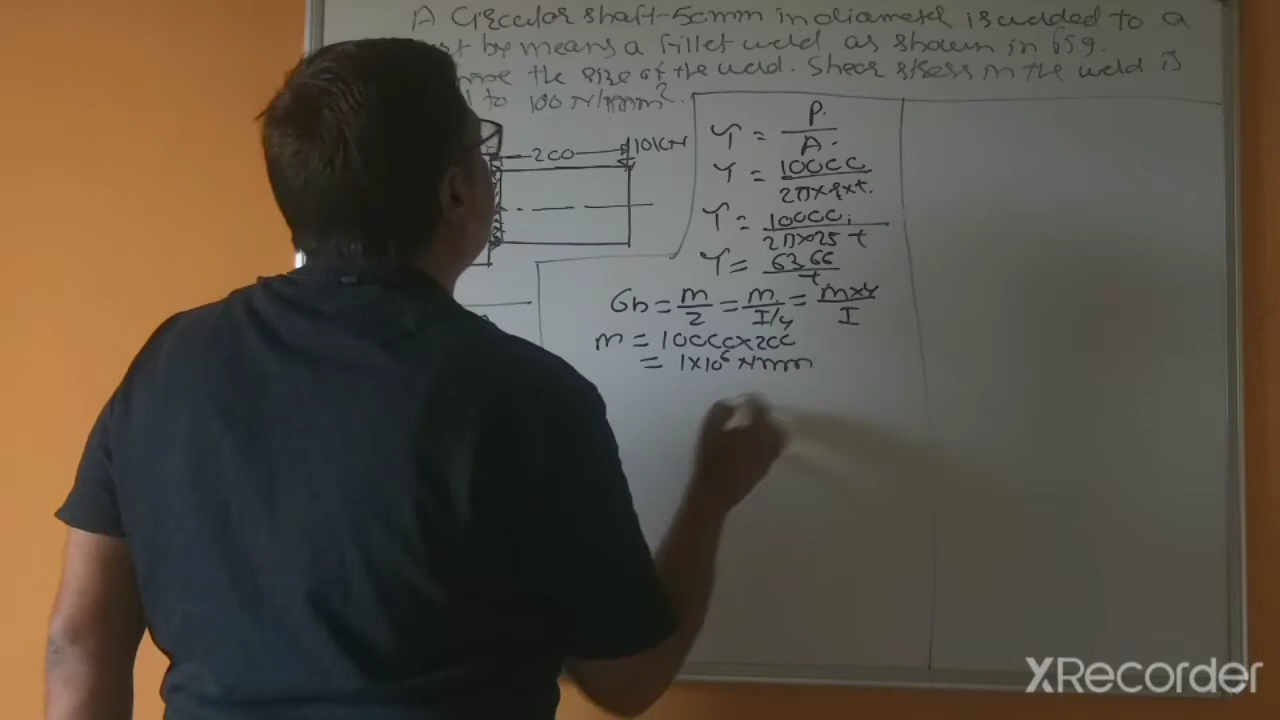 A Circular shaft-50mm in diameter is welded to a
by means a fillet weld as shown in fig.
the size of the weld. Shear stress in the weld is
to 100 N/mm².
200
10KN
τ = P/A.
τ = 10000/2π×r×t.
τ = 10000/2π×25 t
τ = 63.66/t
σb = m/Z = m/I/y = m×y/I
m = 10000×200
= 1×10⁶ Nmm
XRecorder